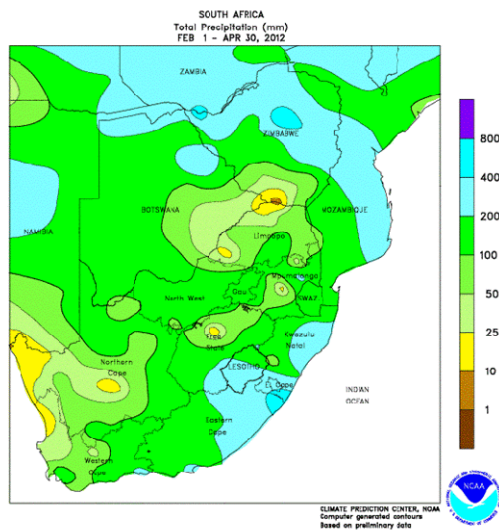 SOUTH AFRICA
Total Precipitation (mm)
FEB 1 - APR 30, 2012
ZAMBIA
ZIMBABWE
BOTSWANA
MOZAMBIQUE
NAMIBIA
Limpopo
Mpumalanga
North West
Gau
SWAZ.
Free
State
Kwazulu
Natal
Northern
Cape
LESOTHO
E. Cape
INDIAN
OCEAN
Eastern
Cape
Western
Cape
800
400
200
100
50
25
10
1
NOAA
CLIMATE PREDICTION CENTER, NOAA
Computer generated contours
Based on preliminary data